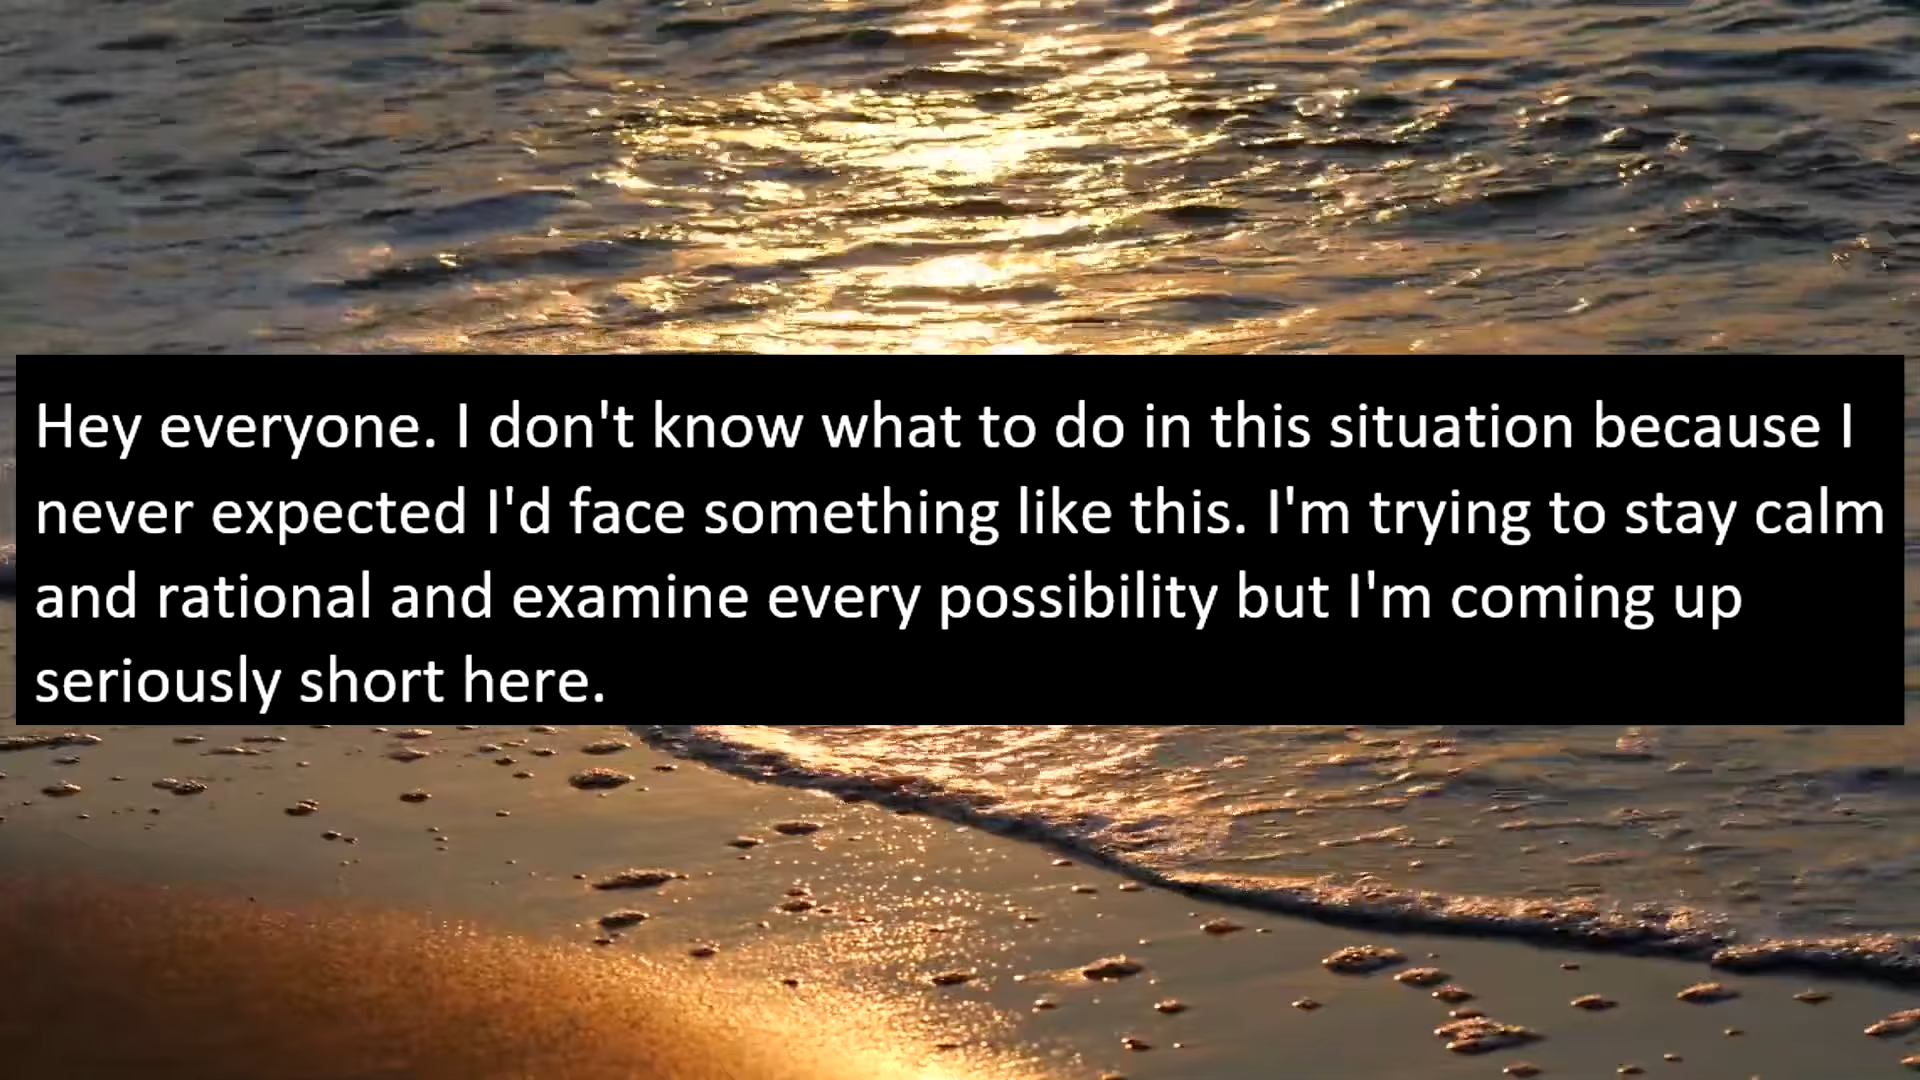 Hey everyone. I don't know what to do in this situation because I
never expected I'd face something like this. I'm trying to stay calm
and rational and examine every possibility but I'm coming up
seriously short here.